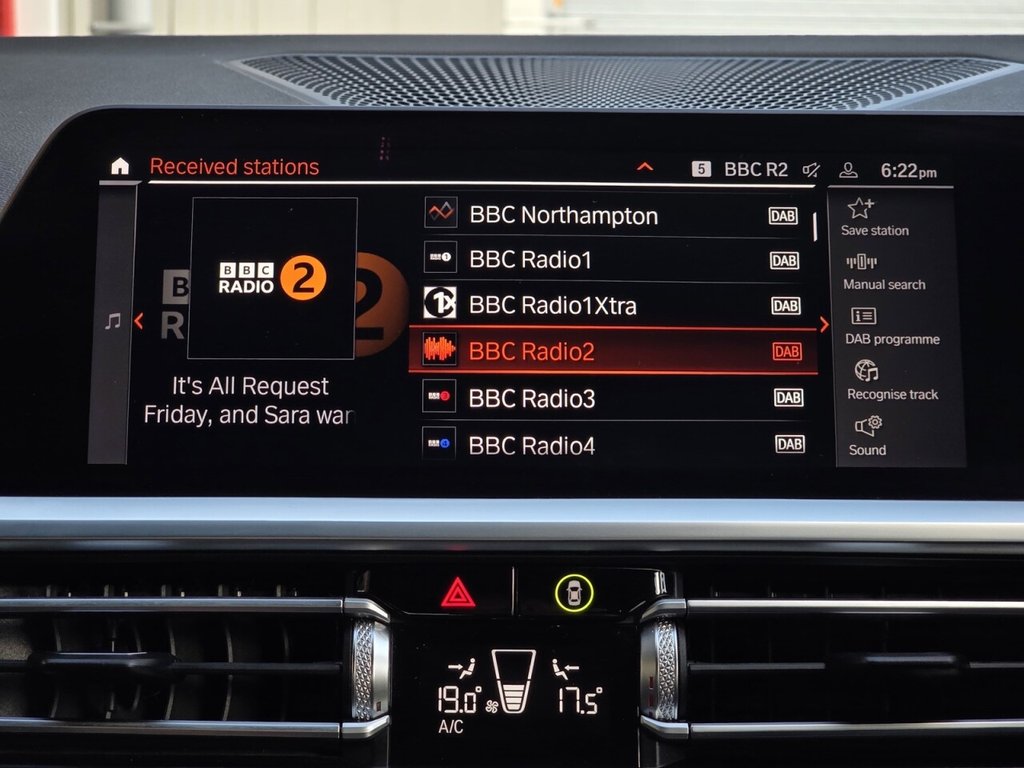 Received stations
5 BBC R2
6:22pm
BBC
RADIO 2
B
R 2
It's All Request
Friday, and Sara war
BBC Northampton DAB
BBC Radio1 DAB
1X BBC Radio1Xtra DAB
BBC Radio2 DAB
BBC Radio3 DAB
BBC Radio4 DAB
Save station
Manual search
DAB programme
Recognise track
Sound
19.0° 17.5°
A/C